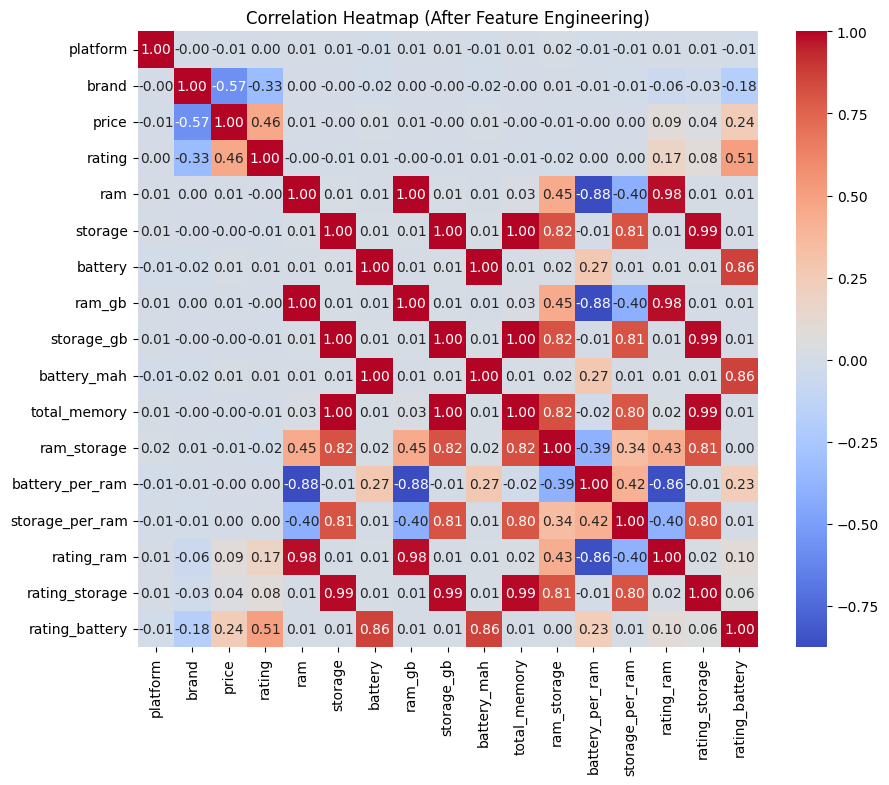 Correlation Heatmap (After Feature Engineering)
platform 1.00 -0.00 -0.01 0.00 0.01 0.01 -0.01 0.01 0.01 -0.01 0.01 0.02 -0.01 -0.01 0.01 0.01 -0.01
brand -0.00 1.00 -0.57 -0.33 0.00 -0.00 -0.02 0.00 -0.00 -0.02 -0.00 0.01 -0.01 -0.01 -0.06 -0.03 -0.18
price -0.01 -0.57 1.00 0.46 0.01 -0.00 0.01 0.01 -0.00 0.01 -0.00 -0.01 -0.00 0.00 0.09 0.04 0.24
rating 0.00 -0.33 0.46 1.00 -0.00 -0.01 0.01 -0.00 -0.01 0.01 -0.01 -0.02 0.00 0.00 0.17 0.08 0.51
ram 0.01 0.00 0.01 -0.00 1.00 0.01 0.01 1.00 0.01 0.01 0.03 0.45 -0.88 -0.40 0.98 0.01 0.01
storage 0.01 -0.00 -0.00 -0.01 0.01 1.00 0.01 0.01 1.00 0.01 1.00 0.82 -0.01 0.81 0.01 0.99 0.01
battery -0.01 -0.02 0.01 0.01 0.01 0.01 1.00 0.01 0.01 1.00 0.01 0.02 0.27 0.01 0.01 0.01 0.86
ram_gb 0.01 0.00 0.01 -0.00 1.00 0.01 0.01 1.00 0.01 0.01 0.03 0.45 -0.88 -0.40 0.98 0.01 0.01
storage_gb 0.01 -0.00 -0.00 -0.01 0.01 1.00 0.01 0.01 1.00 0.01 1.00 0.82 -0.01 0.81 0.01 0.99 0.01
battery_mah -0.01 -0.02 0.01 0.01 0.01 0.01 1.00 0.01 0.01 1.00 0.01 0.02 0.27 0.01 0.01 0.01 0.86
total_memory 0.01 -0.00 -0.00 -0.01 0.03 1.00 0.01 0.03 1.00 0.01 1.00 0.82 -0.02 0.80 0.02 0.99 0.01
ram_storage 0.02 0.01 -0.01 -0.02 0.45 0.82 0.02 0.45 0.82 0.02 0.82 1.00 -0.39 0.34 0.43 0.81 0.00
battery_per_ram -0.01 -0.01 -0.00 0.00 -0.88 -0.01 0.27 -0.88 -0.01 0.27 -0.02 -0.39 1.00 0.42 -0.86 -0.01 0.23
storage_per_ram -0.01 -0.01 0.00 0.00 -0.40 0.81 0.01 -0.40 0.81 0.01 0.80 0.34 0.42 1.00 -0.40 0.80 0.01
rating_ram 0.01 -0.06 0.09 0.17 0.98 0.01 0.01 0.98 0.01 0.01 0.02 0.43 -0.86 -0.40 1.00 0.02 0.10
rating_storage 0.01 -0.03 0.04 0.08 0.01 0.99 0.01 0.01 0.99 0.01 0.99 0.81 -0.01 0.80 0.02 1.00 0.06
rating_battery -0.01 -0.18 0.24 0.51 0.01 0.01 0.86 0.01 0.01 0.86 0.01 0.00 0.23 0.01 0.10 0.06 1.00
platform
brand
price
rating
ram
storage
battery
ram_gb
storage_gb
battery_mah
total_memory
ram_storage
battery_per_ram
storage_per_ram
rating_ram
rating_storage
rating_battery
1.00
0.75
0.50
0.25
0.00
-0.25
-0.50
-0.75